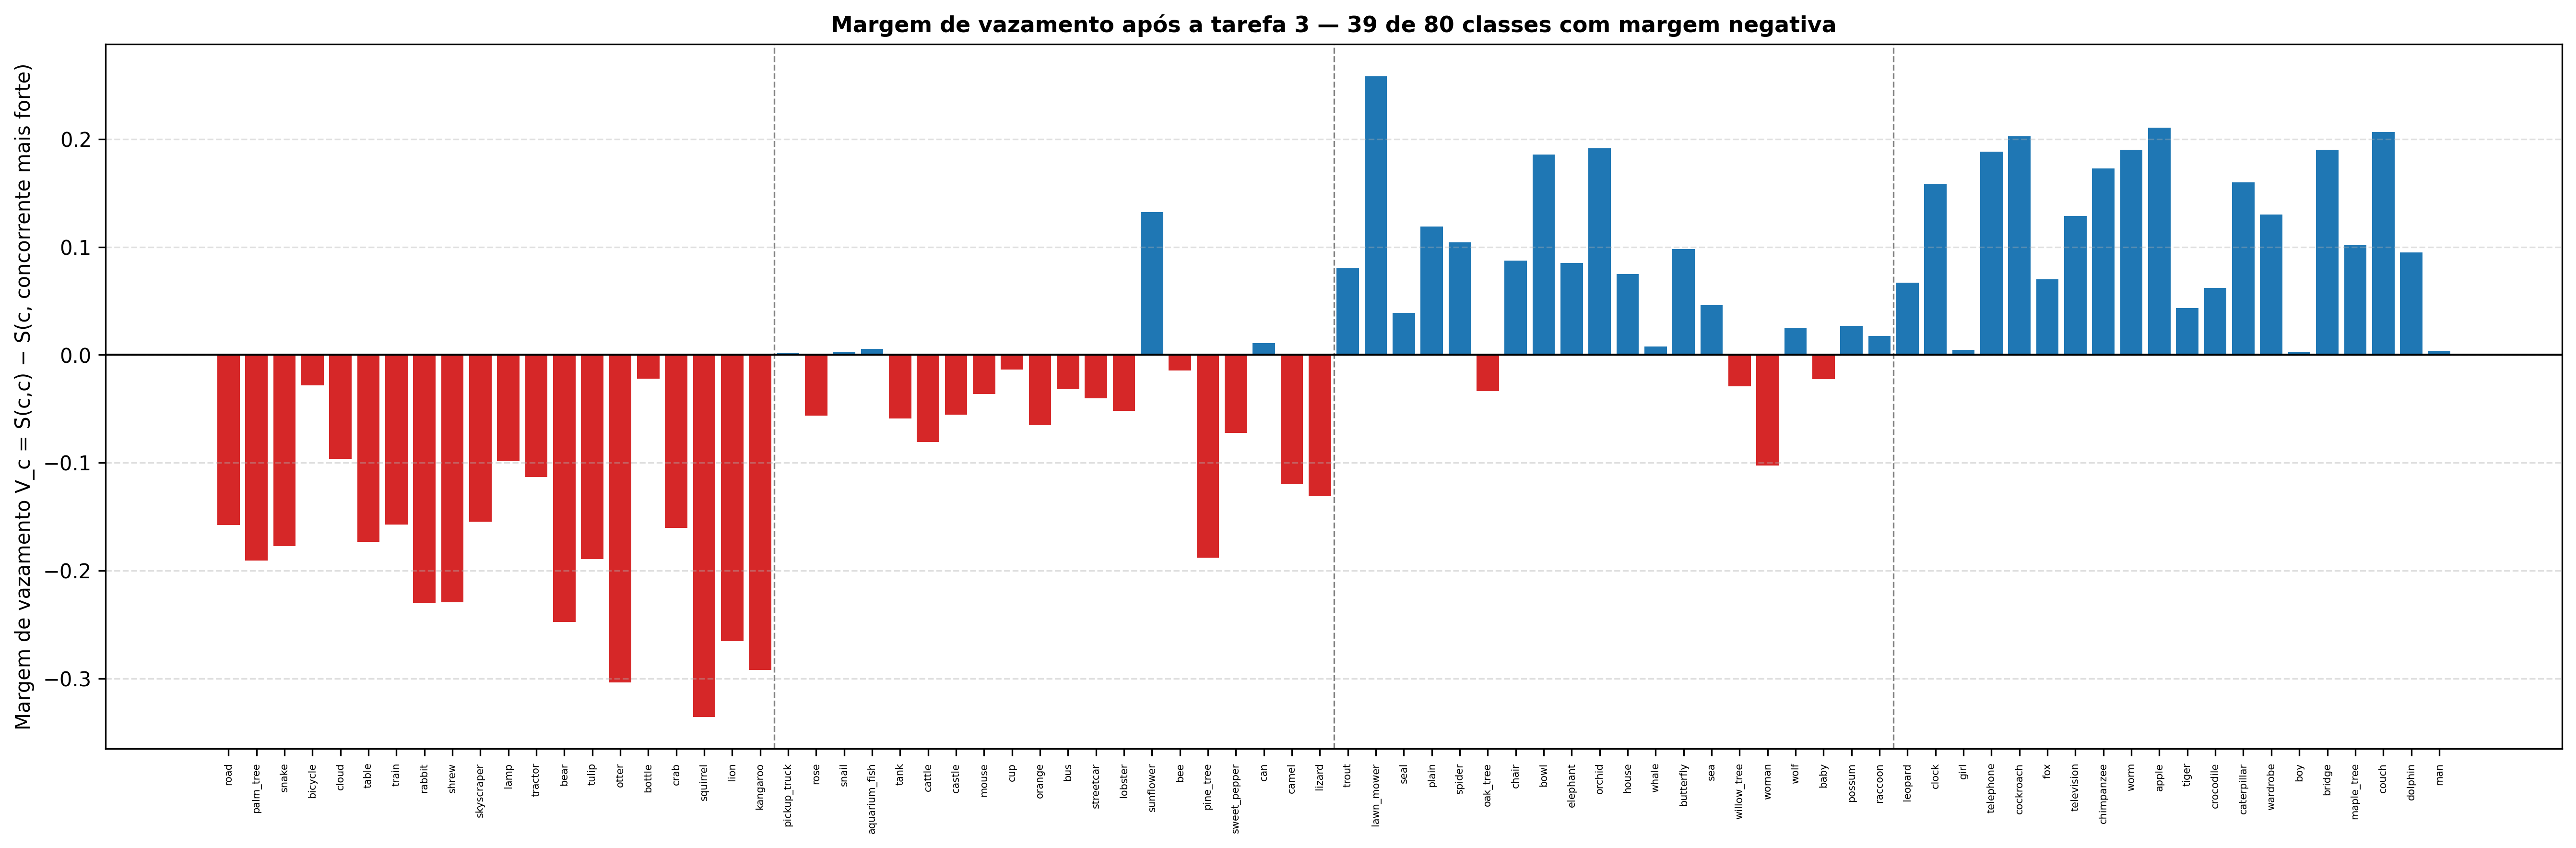 Margem de vazamento após a tarefa 3 — 39 de 80 classes com margem negativa
Margem de vazamento V_c = S(c,c) − S(c, concorrente mais forte)
0.2
0.1
0.0
−0.1
−0.2
−0.3
road
palm_tree
snake
bicycle
cloud
table
train
rabbit
shrew
skyscraper
lamp
tractor
bear
tulip
otter
bottle
crab
squirrel
lion
kangaroo
pickup_truck
rose
snail
aquarium_fish
tank
cattle
castle
mouse
cup
orange
bus
streetcar
lobster
sunflower
bee
pine_tree
sweet_pepper
can
camel
lizard
trout
lawn_mower
seal
plain
spider
oak_tree
chair
bowl
elephant
orchid
house
whale
butterfly
sea
willow_tree
woman
wolf
baby
possum
raccoon
leopard
clock
girl
telephone
cockroach
fox
television
chimpanzee
worm
apple
tiger
crocodile
caterpillar
wardrobe
boy
bridge
maple_tree
couch
dolphin
man